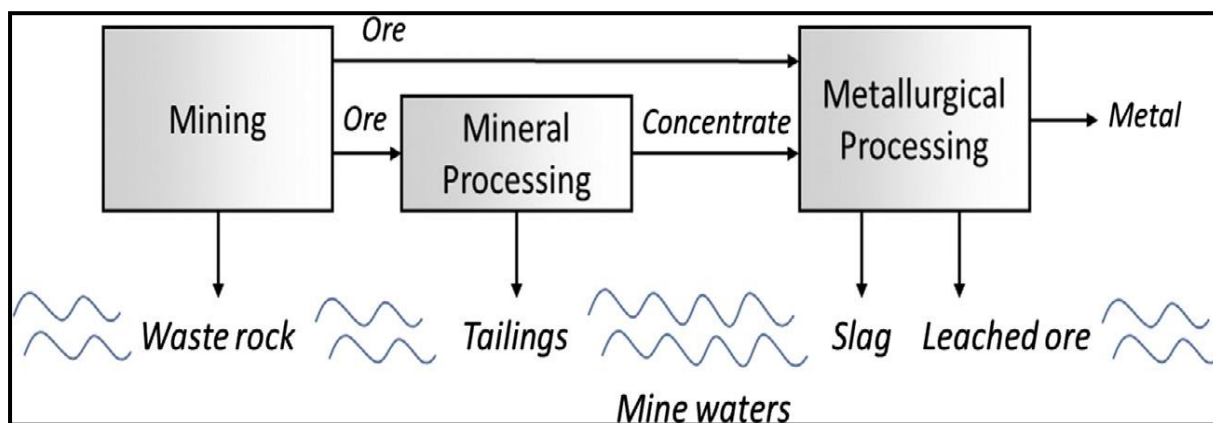 Ore
Mining
Ore
Mineral
Processing
Concentrate
Metallurgical
Processing
Metal
Waste rock
Tailings
Slag
Leached ore
Mine waters